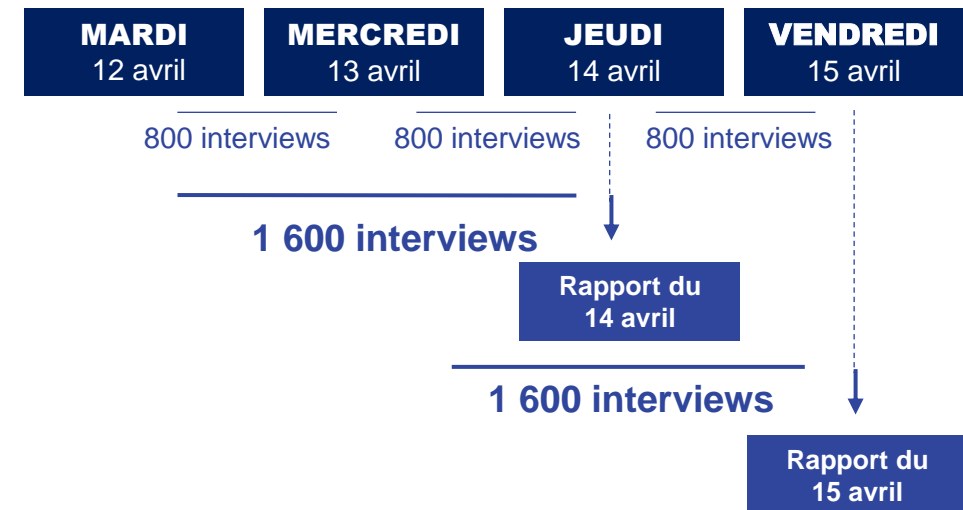 MARDI
12 avril
MERCREDI
13 avril
JEUDI
14 avril
VENDREDI
15 avril
800 interviews
800 interviews
800 interviews
1 600 interviews
Rapport du
14 avril
1 600 interviews
Rapport du
15 avril